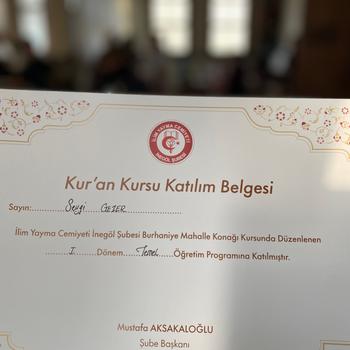 İLİM YAYMA CEMİYETİ
İNEGÖL ŞUBESİ
Kur'an Kursu Katılım Belgesi
Sayın:............Sevgi......GEZER......................
İlim Yayma Cemiyeti İnegöl Şubesi Burhaniye Mahalle Konağı Kursunda Düzenlenen
.........I.........Dönem.....Temel......Öğretim Programına Katılmıştır.
Mustafa AKSAKALOĞLU
Şube Başkanı